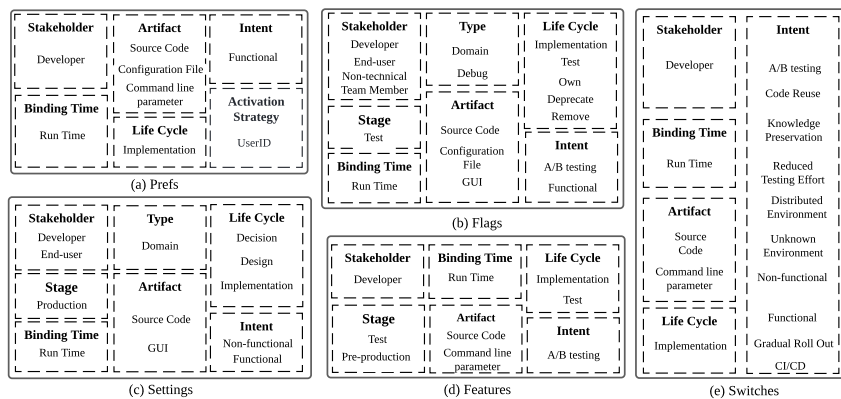 Stakeholder
Developer
Binding Time
Run Time
Artifact
Source Code
Configuration File
Command line
parameter
Life Cycle
Implementation
Intent
Functional
Activation
Strategy
UserID
(a) Prefs
Stakeholder
Developer
End-user
Non-technical
Team Member
Stage
Test
Binding Time
Run Time
Type
Domain
Debug
Artifact
Source Code
Configuration
File
GUI
Life Cycle
Implementation
Test
Own
Deprecate
Remove
Intent
A/B testing
Functional
(b) Flags
Stakeholder
Developer
End-user
Stage
Production
Binding Time
Run Time
Type
Domain
Artifact
Source Code
GUI
Life Cycle
Decision
Design
Implementation
Intent
Non-functional
Functional
(c) Settings
Stakeholder
Developer
Stage
Test
Pre-production
Binding Time
Run Time
Artifact
Source Code
Command line
parameter
Life Cycle
Implementation
Test
Intent
A/B testing
(d) Features
Stakeholder
Developer
Binding Time
Run Time
Artifact
Source
Code
Command line
parameter
Life Cycle
Implementation
Intent
A/B testing
Code Reuse
Knowledge
Preservation
Reduced
Testing Effort
Distributed
Environment
Unknown
Environment
Non-functional
Functional
Gradual Roll Out
CI/CD
(e) Switches